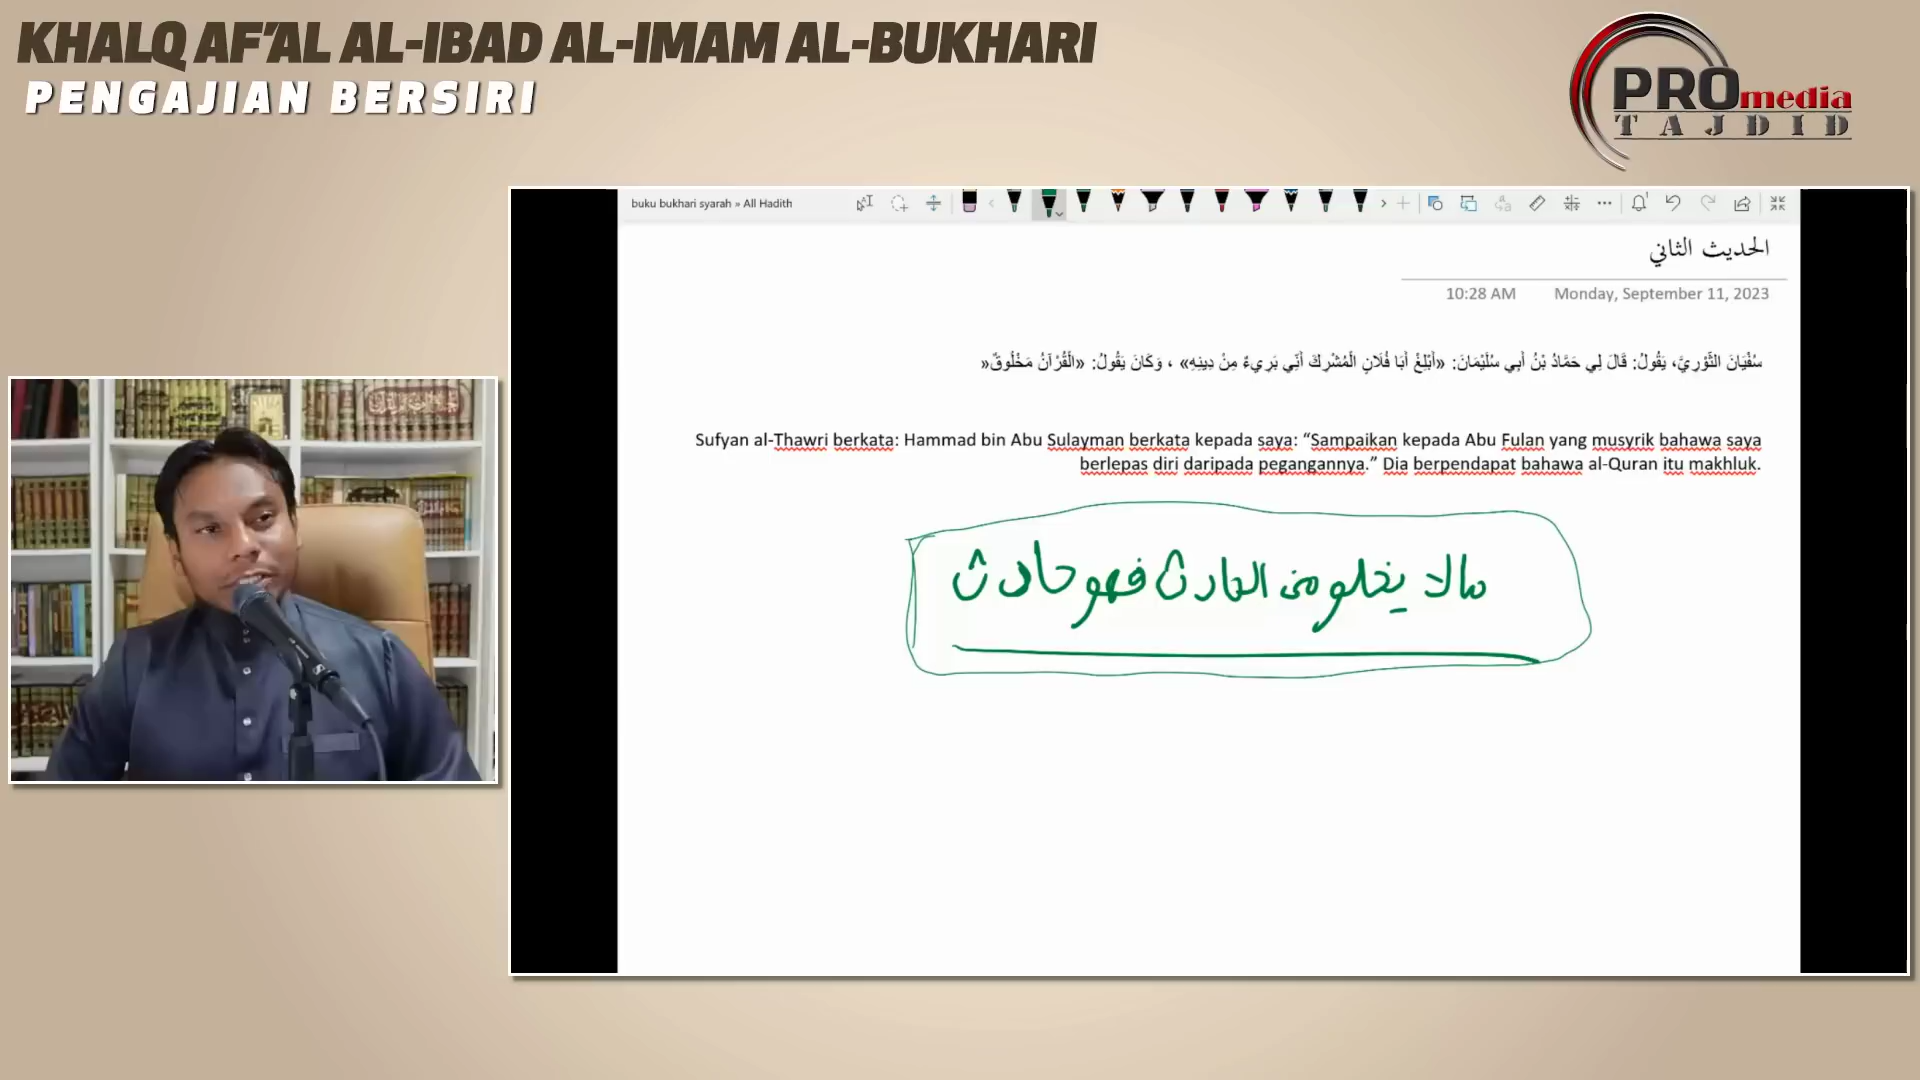 KHALQ AF'AL AL-IBAD AL-IMAM AL-BUKHARI
PENGAJIAN BERSIRI
PROmedia
TAJDID
buku bukhari syarah » All Hadith
الحديث الثاني
10:28 AM Monday, September 11, 2023
سُفْيَانَ الثَّوْرِيَّ، يَقُولُ: قَالَ لِي حَمَّادُ بْنُ أَبِي سُلَيْمَانَ: «أَبْلِغْ أَبَا فُلَانٍ الْمُشْرِكَ أَنِّي بَرِيءٌ مِنْ دِينِهِ» ، وَكَانَ يَقُولُ: «الْقُرْآنُ مَخْلُوقٌ«
Sufyan al-Thawri berkata: Hammad bin Abu Sulayman berkata kepada saya: “Sampaikan kepada Abu Fulan yang musyrik bahawa saya
berlepas diri daripada pegangannya.” Dia berpendapat bahawa al-Quran itu makhluk.
مالا يخلو من الحادث فهو حادث